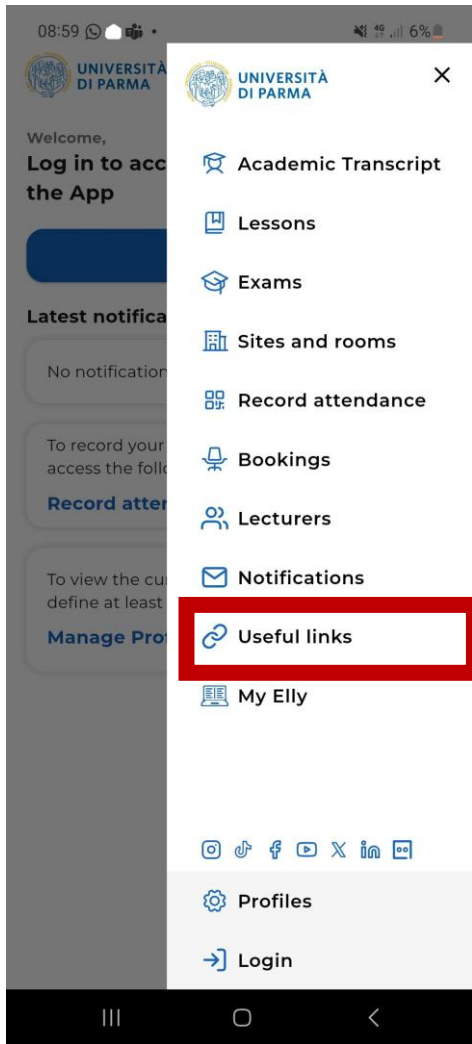 08:59
4G
6%
UNIVERSITÀ
DI PARMA
Welcome,
Log in to acc
the App
Latest notifica
No notification
To record your
access the follo
Record atter
To view the cu
define at least
Manage Pro
UNIVERSITÀ
DI PARMA
Academic Transcript
Lessons
Exams
Sites and rooms
Record attendance
Bookings
Lecturers
Notifications
Useful links
My Elly
Profiles
Login